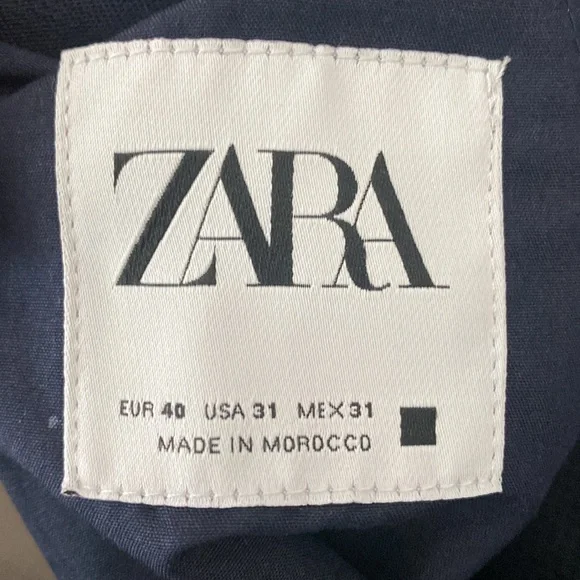 ZARA
EUR 40 USA 31 MEX 31
MADE IN MOROCCO